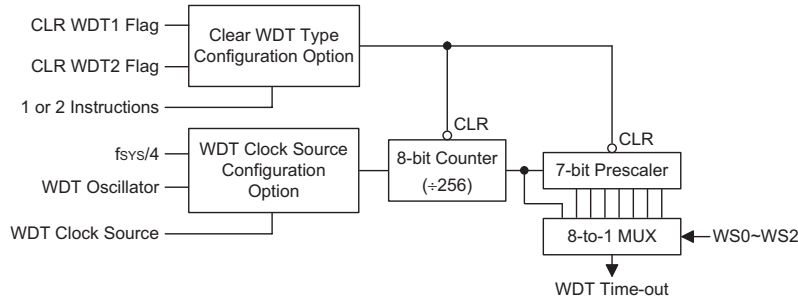 CLR WDT1 Flag
CLR WDT2 Flag
1 or 2 Instructions
Clear WDT Type
Configuration Option
fSYS/4
WDT Oscillator
WDT Clock Source
WDT Clock Source
Configuration
Option
CLR
8-bit Counter
(÷256)
CLR
7-bit Prescaler
8-to-1 MUX
WS0~WS2
WDT Time-out